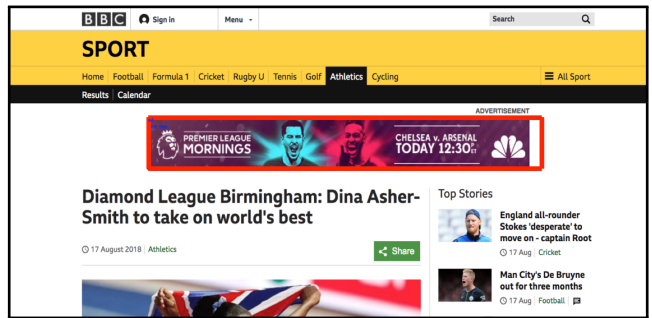 BBC Sign in Menu Search
SPORT
Home Football Formula 1 Cricket Rugby U Tennis Golf Athletics Cycling All Sport
Results Calendar
ADVERTISEMENT
PREMIER LEAGUE
MORNINGS
CHELSEA v. ARSENAL
TODAY 12:30 P ET
Diamond League Birmingham: Dina Asher-
Smith to take on world's best
17 August 2018 Athletics
Share
Top Stories
England all-rounder
Stokes 'desperate' to
move on - captain Root
17 Aug Cricket
Man City's De Bruyne
out for three months
17 Aug Football